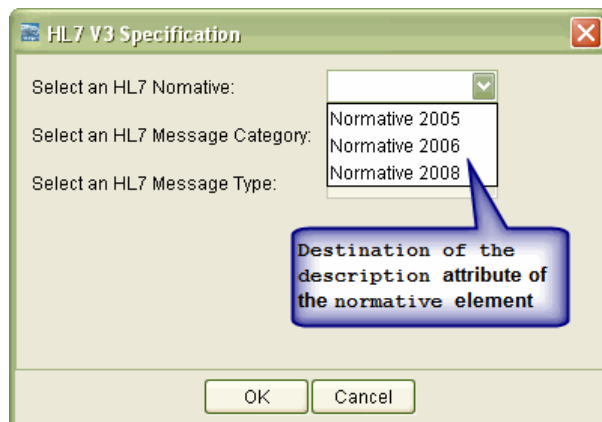 HL7 V3 Specification
Select an HL7 Nomative:
Normative 2005
Normative 2006
Normative 2008
Select an HL7 Message Category:
Select an HL7 Message Type:
Destination of the
description attribute of
the normative element
OK
Cancel